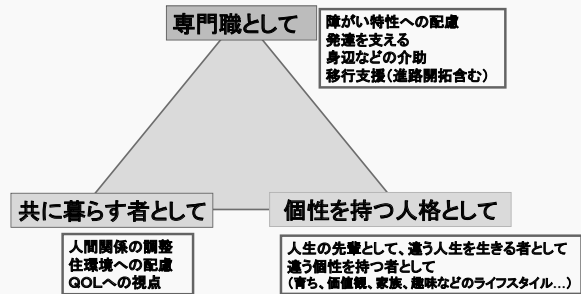 専門職として
障がい特性への配慮
発達を支える
身辺などの介助
移行支援(進路開拓含む)
共に暮らす者として
人間関係の調整
住環境への配慮
QOLへの視点
個性を持つ人格として
人生の先輩として、違う人生を生きる者として
違う個性を持つ者として
(育ち、価値観、家族、趣味などのライフスタイル…)